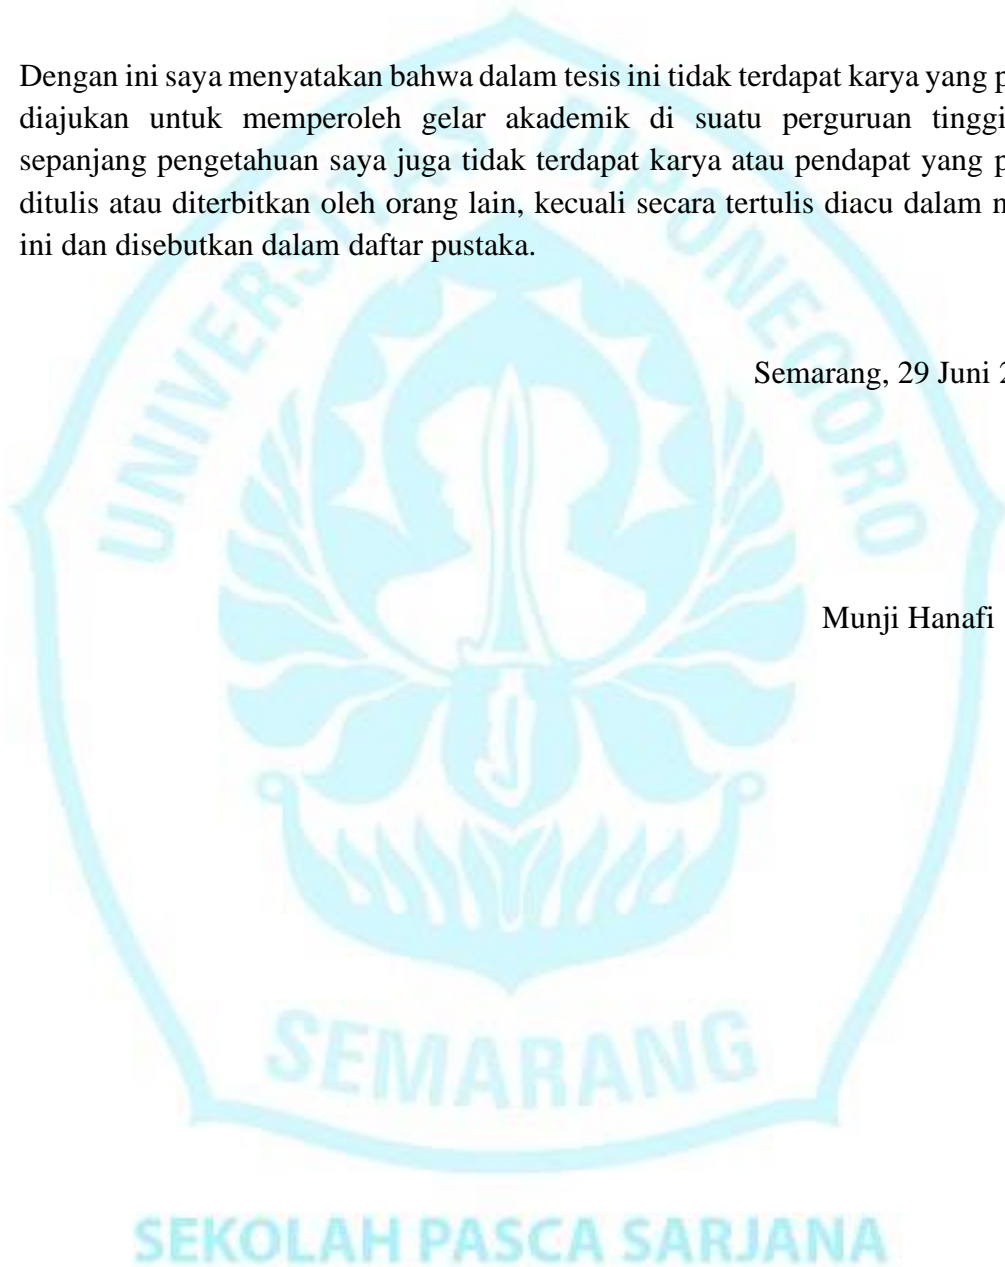 Dengan ini saya menyatakan bahwa dalam tesis ini tidak terdapat karya yang p
diajukan untuk memperoleh gelar akademik di suatu perguruan tinggi
sepanjang pengetahuan saya juga tidak terdapat karya atau pendapat yang p
ditulis atau diterbitkan oleh orang lain, kecuali secara tertulis diacu dalam n
ini dan disebutkan dalam daftar pustaka.
Semarang, 29 Juni 2
Munji Hanafi
UNIVERSITAS DIPONEGORO
SEMARANG
SEKOLAH PASCA SARJANA